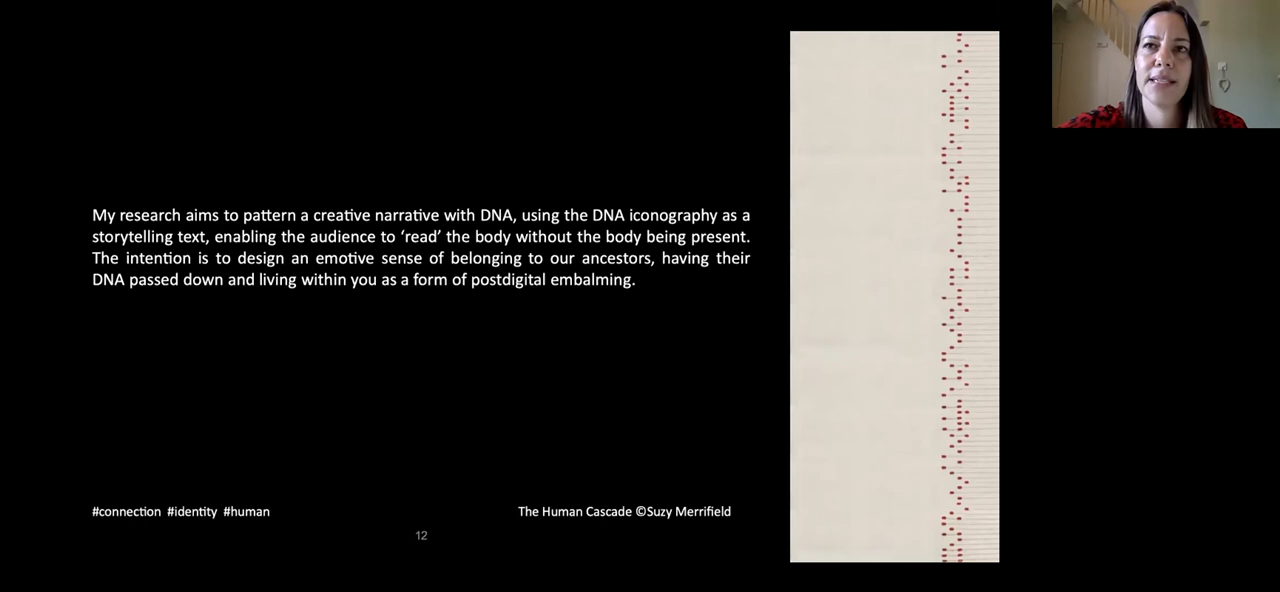 My research aims to pattern a creative narrative with DNA, using the DNA iconography as a
storytelling text, enabling the audience to ‘read’ the body without the body being present.
The intention is to design an emotive sense of belonging to our ancestors, having their
DNA passed down and living within you as a form of postdigital embalming.
#connection #identity #human
The Human Cascade ©Suzy Merrifield
12